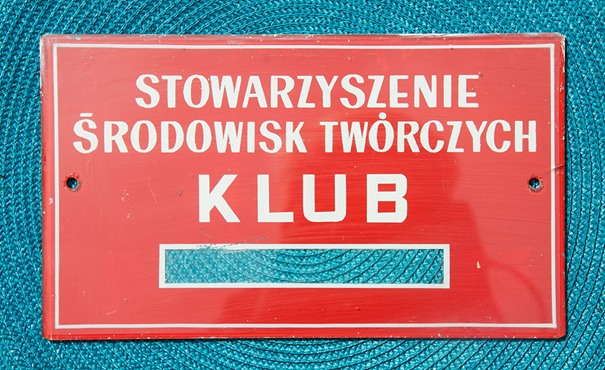 STOWARZYSZENIE
ŚRODOWISK TWÓRCZYCH
KLUB